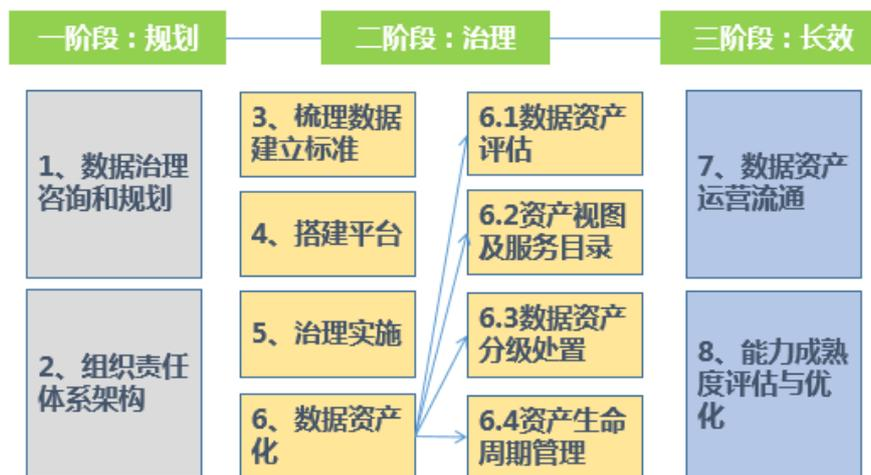 一阶段：规划
二阶段：治理
三阶段：长效
1、数据治理
咨询和规划
2、组织责任
体系架构
3、梳理数据
建立标准
4、搭建平台
5、治理实施
6、数据资产
化
6.1数据资产
评估
6.2资产视图
及服务目录
6.3数据资产
分级处置
6.4资产生命
周期管理
7、数据资产
运营流通
8、能力成熟
度评估与优
化